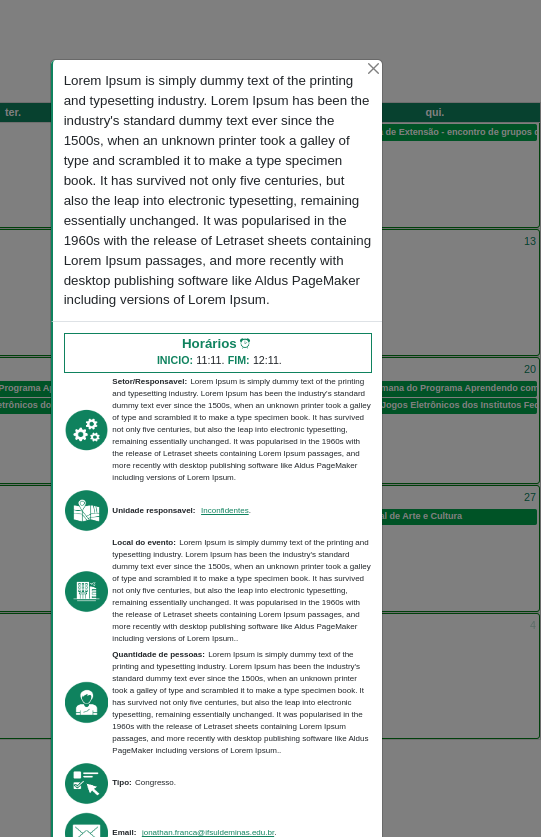 Lorem Ipsum is simply dummy text of the printing
and typesetting industry. Lorem Ipsum has been the
industry's standard dummy text ever since the
1500s, when an unknown printer took a galley of
type and scrambled it to make a type specimen
book. It has survived not only five centuries, but
also the leap into electronic typesetting, remaining
essentially unchanged. It was popularised in the
1960s with the release of Letraset sheets containing
Lorem Ipsum passages, and more recently with
desktop publishing software like Aldus PageMaker
including versions of Lorem Ipsum.
ter.
qui.
de Extensão - encontro de grupos
13
20
Programa
do Programa Aprendendo com
do
Jogos Eletrônicos dos Institutos
27
al de Arte e Cultura
4
Horários
INICIO: 11:11. FIM: 12:11.
Setor/Responsavel: Lorem Ipsum is simply dummy text of the printing
and typesetting industry. Lorem Ipsum has been the industry's standard
dummy text ever since the 1500s, when an unknown printer took a galley
of type and scrambled it to make a type specimen book. It has survived
not only five centuries, but also the leap into electronic typesetting,
remaining essentially unchanged. It was popularised in the 1960s with
the release of Letraset sheets containing Lorem Ipsum passages, and
more recently with desktop publishing software like Aldus PageMaker
including versions of Lorem Ipsum.
Unidade responsavel: Inconfidentes.
Local do evento: Lorem Ipsum is simply dummy text of the printing and
typesetting industry. Lorem Ipsum has been the industry's standard
dummy text ever since the 1500s, when an unknown printer took a galley
of type and scrambled it to make a type specimen book. It has survived
not only five centuries, but also the leap into electronic typesetting,
remaining essentially unchanged. It was popularised in the 1960s with
the release of Letraset sheets containing Lorem Ipsum passages, and
more recently with desktop publishing software like Aldus PageMaker
including versions of Lorem Ipsum..
Quantidade de pessoas: Lorem Ipsum is simply dummy text of the
printing and typesetting industry. Lorem Ipsum has been the industry's
standard dummy text ever since the 1500s, when an unknown printer
took a galley of type and scrambled it to make a type specimen book. It
has survived not only five centuries, but also the leap into electronic
typesetting, remaining essentially unchanged. It was popularised in the
1960s with the release of Letraset sheets containing Lorem Ipsum
passages, and more recently with desktop publishing software like Aldus
PageMaker including versions of Lorem Ipsum..
Tipo: Congresso.
Email: jonathan.franca@ifsuldeminas.edu.br.